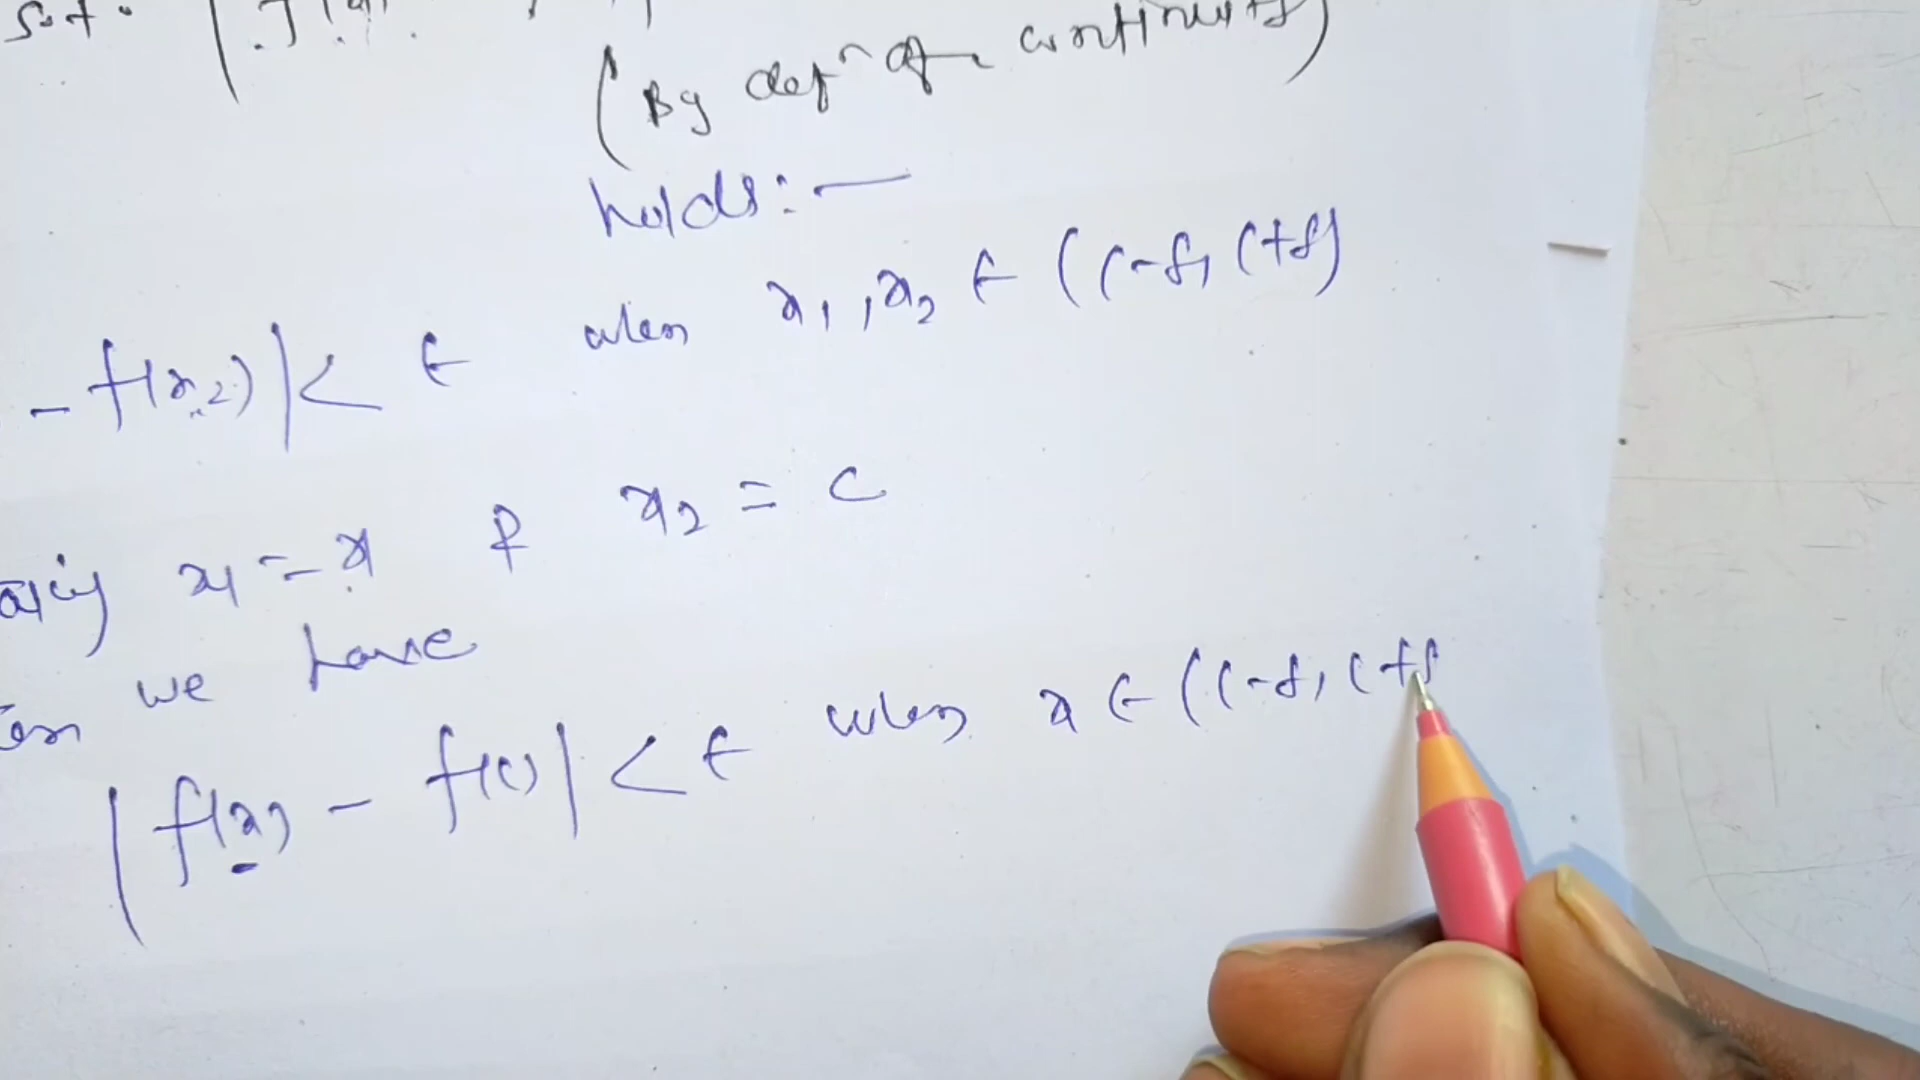 s.t.
(By defn of continuity)
holds:—
- f(x2)| < ε when x1, x2 ∈ (c-δ, c+δ)
x1 = x & x2 = c
we have
|f(x) - f(c)| < ε when x ∈ (c-δ, c+δ